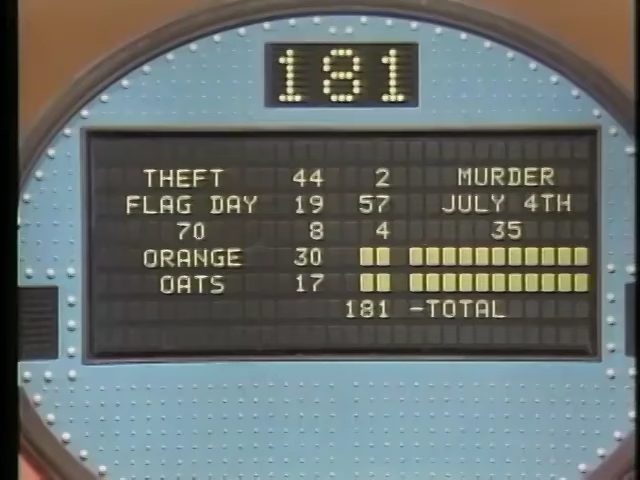 181
THEFT 44 2 MURDER
FLAG DAY 19 57 JULY 4TH
70 8 4 35
ORANGE 30
OATS 17
181 -TOTAL